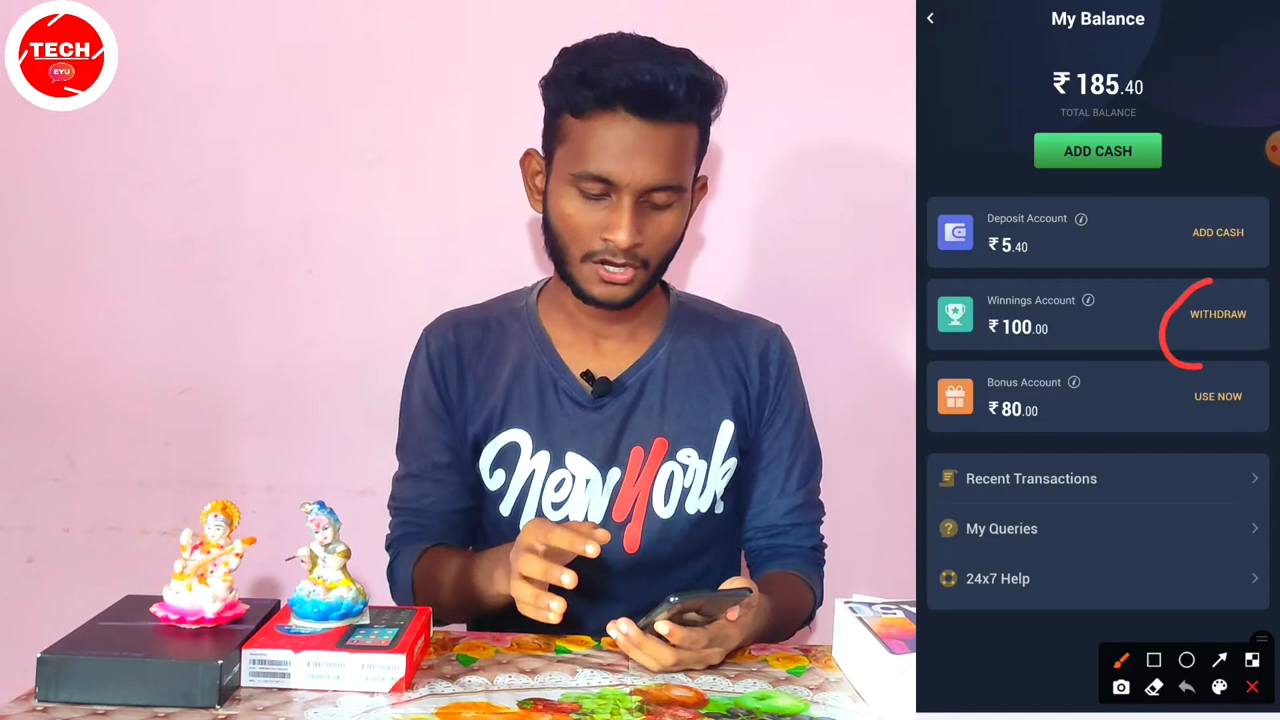 TECH
EYU
New York
My Balance
₹ 185.40
TOTAL BALANCE
ADD CASH
Deposit Account
₹ 5.40
ADD CASH
Winnings Account
₹ 100.00
WITHDRAW
Bonus Account
₹ 80.00
USE NOW
Recent Transactions
My Queries
24x7 Help